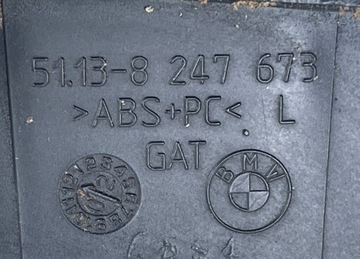 51.13-8 247 673
>ABS+PC< L
GAT
BMW